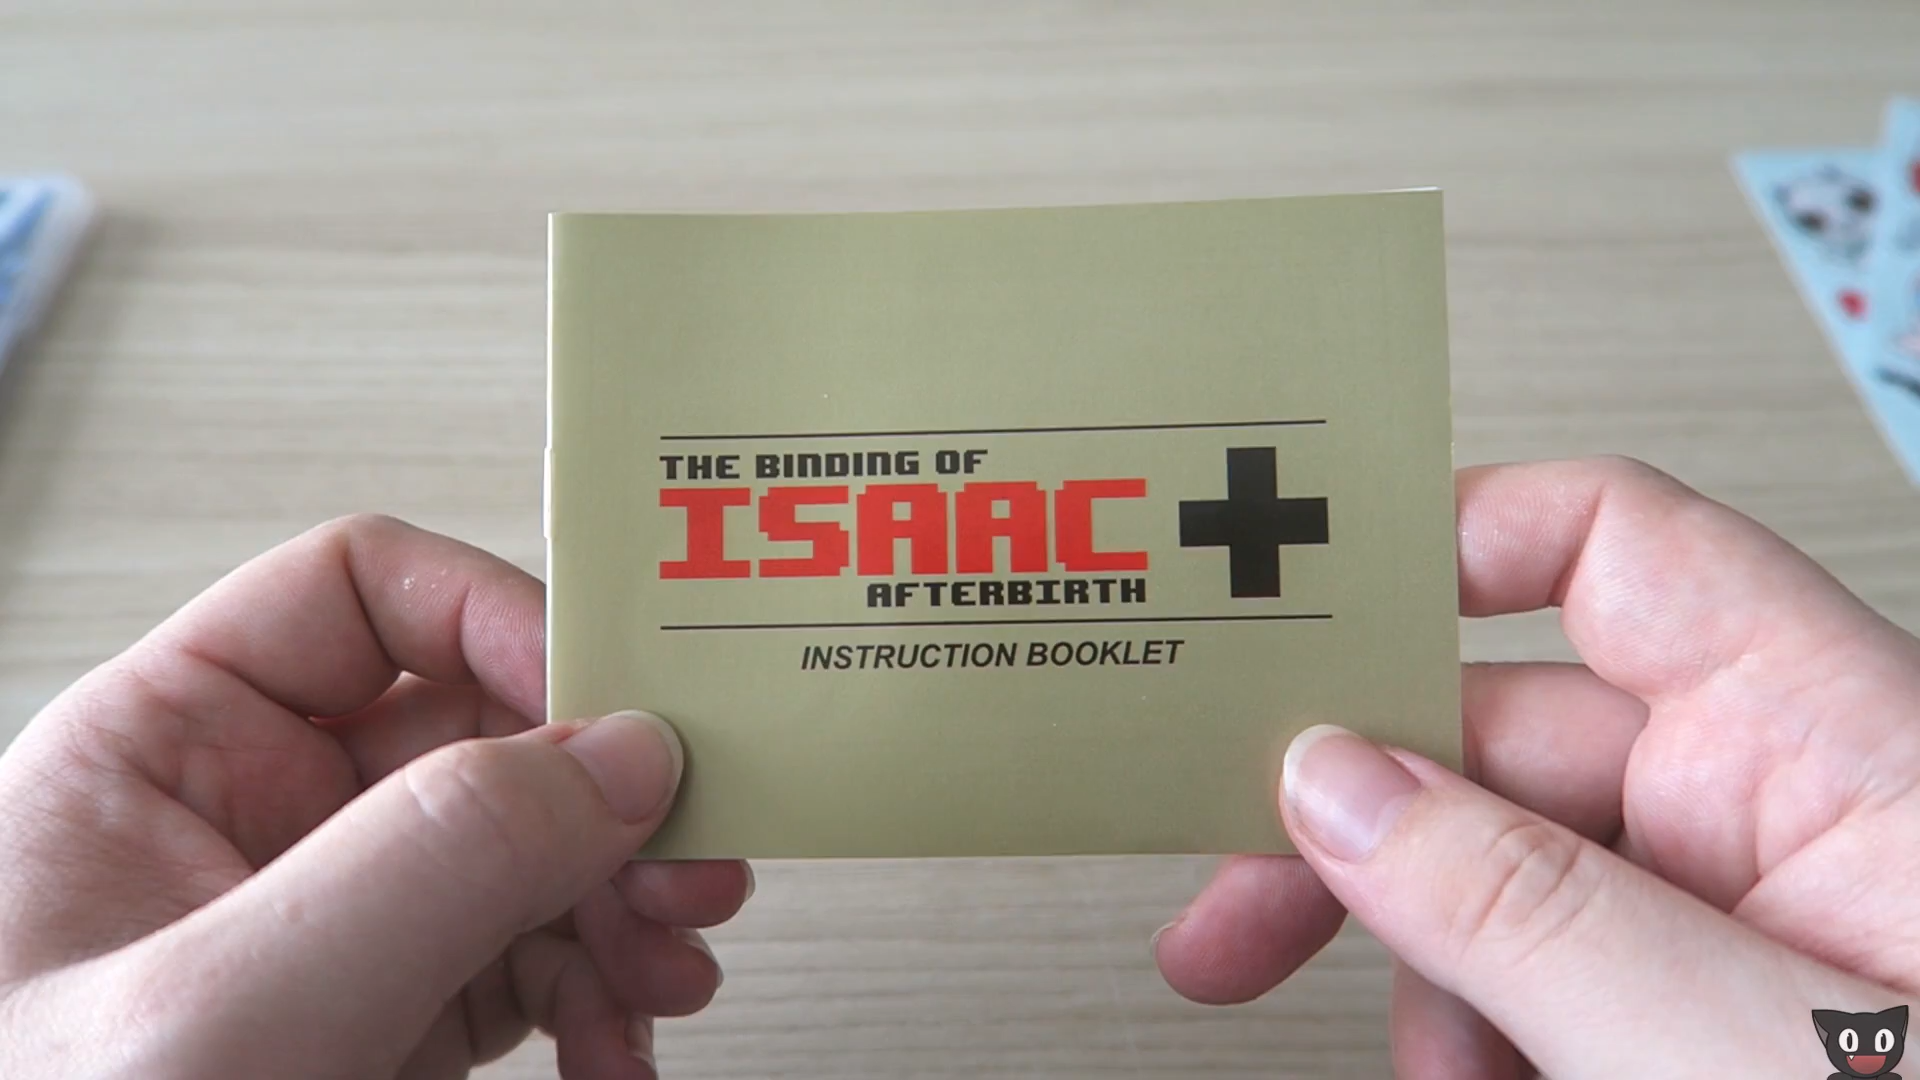 THE BINDING OF
ISAAC
AFTERBIRTH
INSTRUCTION BOOKLET